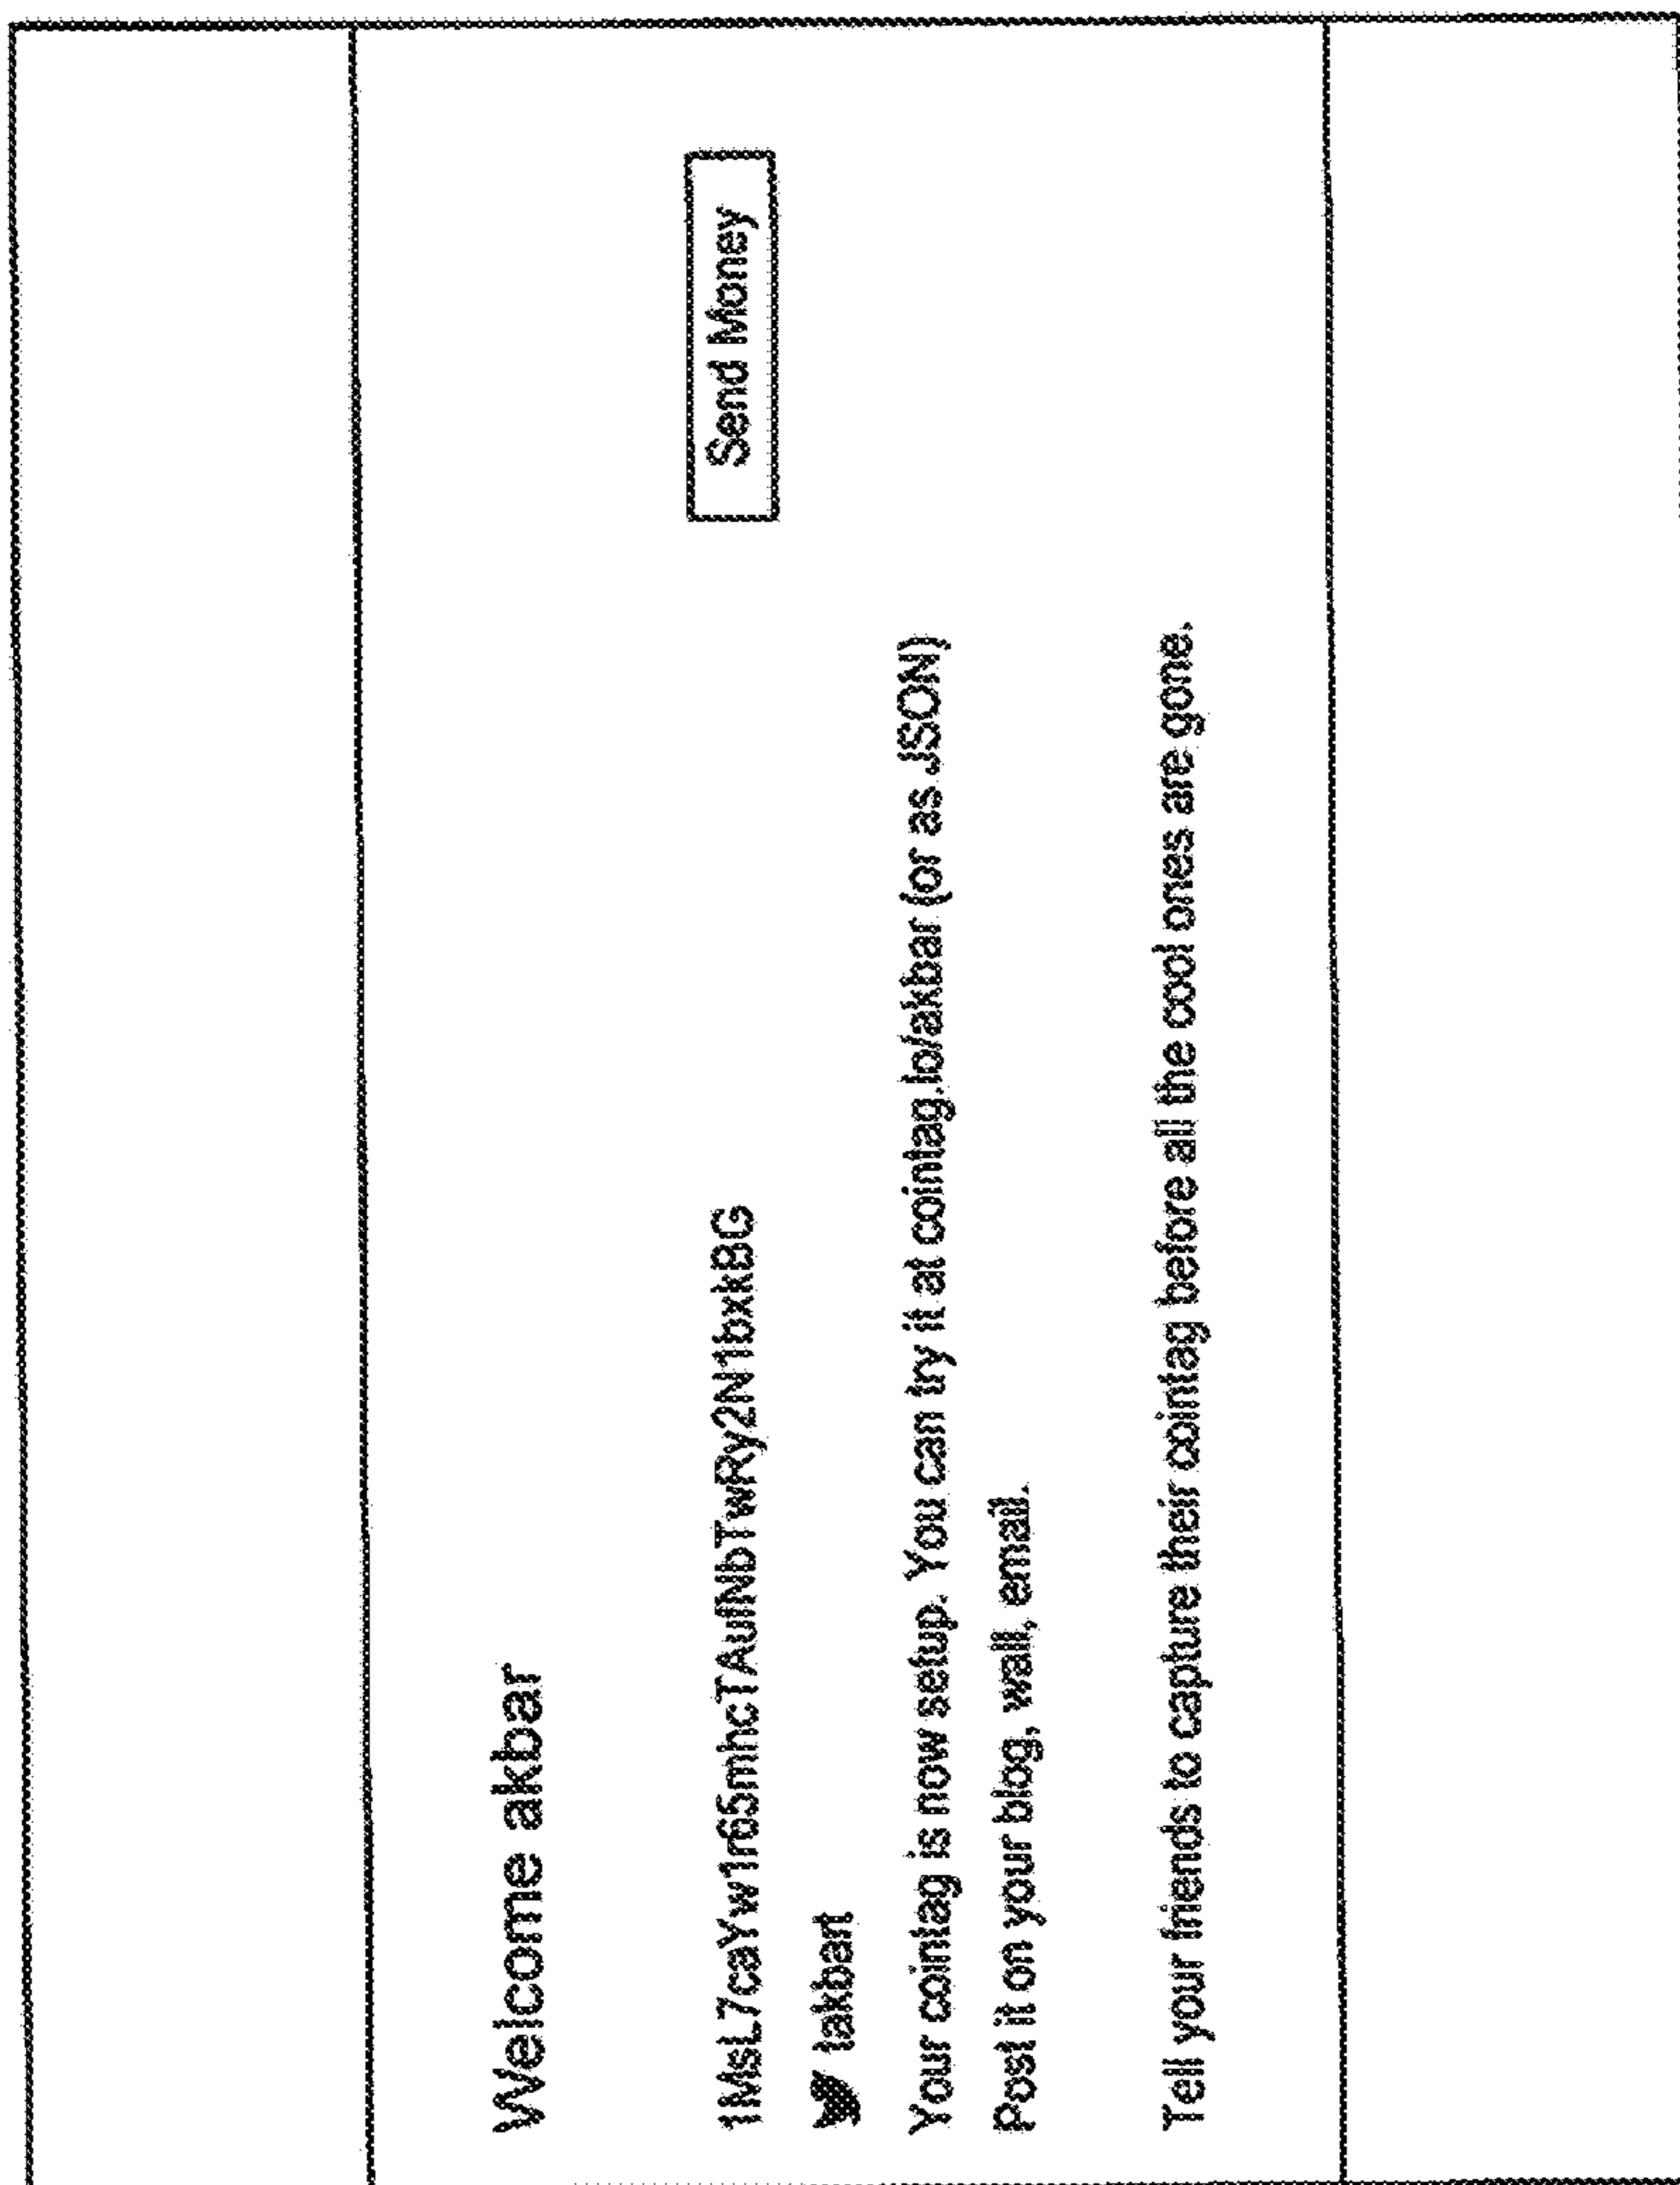 Welcome akbar
Send Money
takbart
Your cointag is now setup. You can try it at cointag.io/akbar (or as JSON)
Post it on your blog, wall, email.
Tell your friends to capture their cointag before all the cool ones are gone.